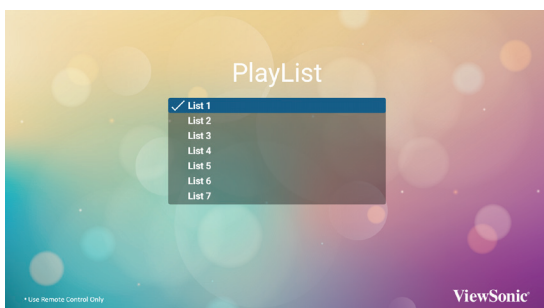 PlayList
List 1
List 2
List 3
List 4
List 5
List 6
List 7
* Use Remote Control Only
ViewSonic®